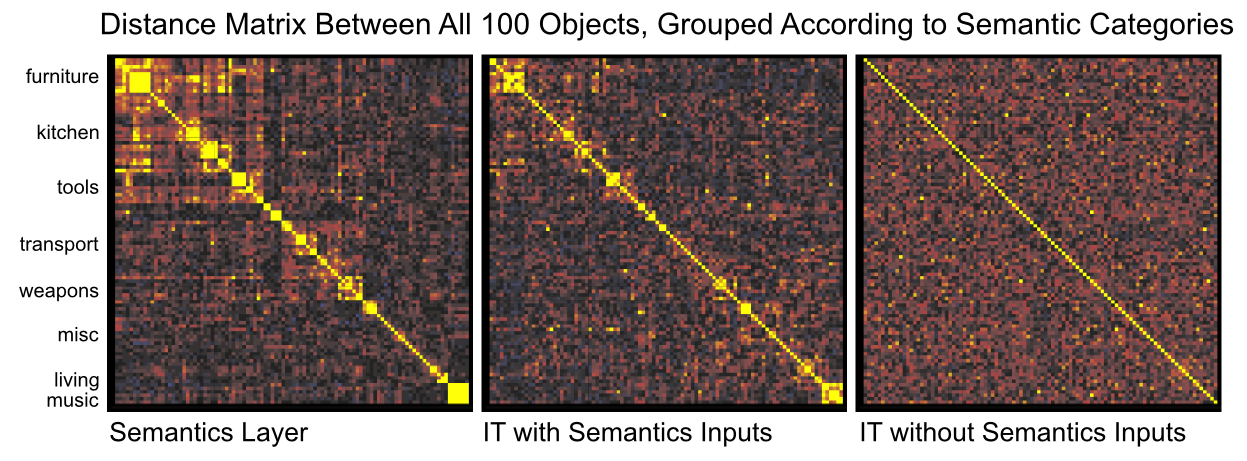 Distance Matrix Between All 100 Objects, Grouped According to Semantic Categories
furniture
kitchen
tools
transport
weapons
misc
living
music
Semantics Layer
IT with Semantics Inputs
IT without Semantics Inputs